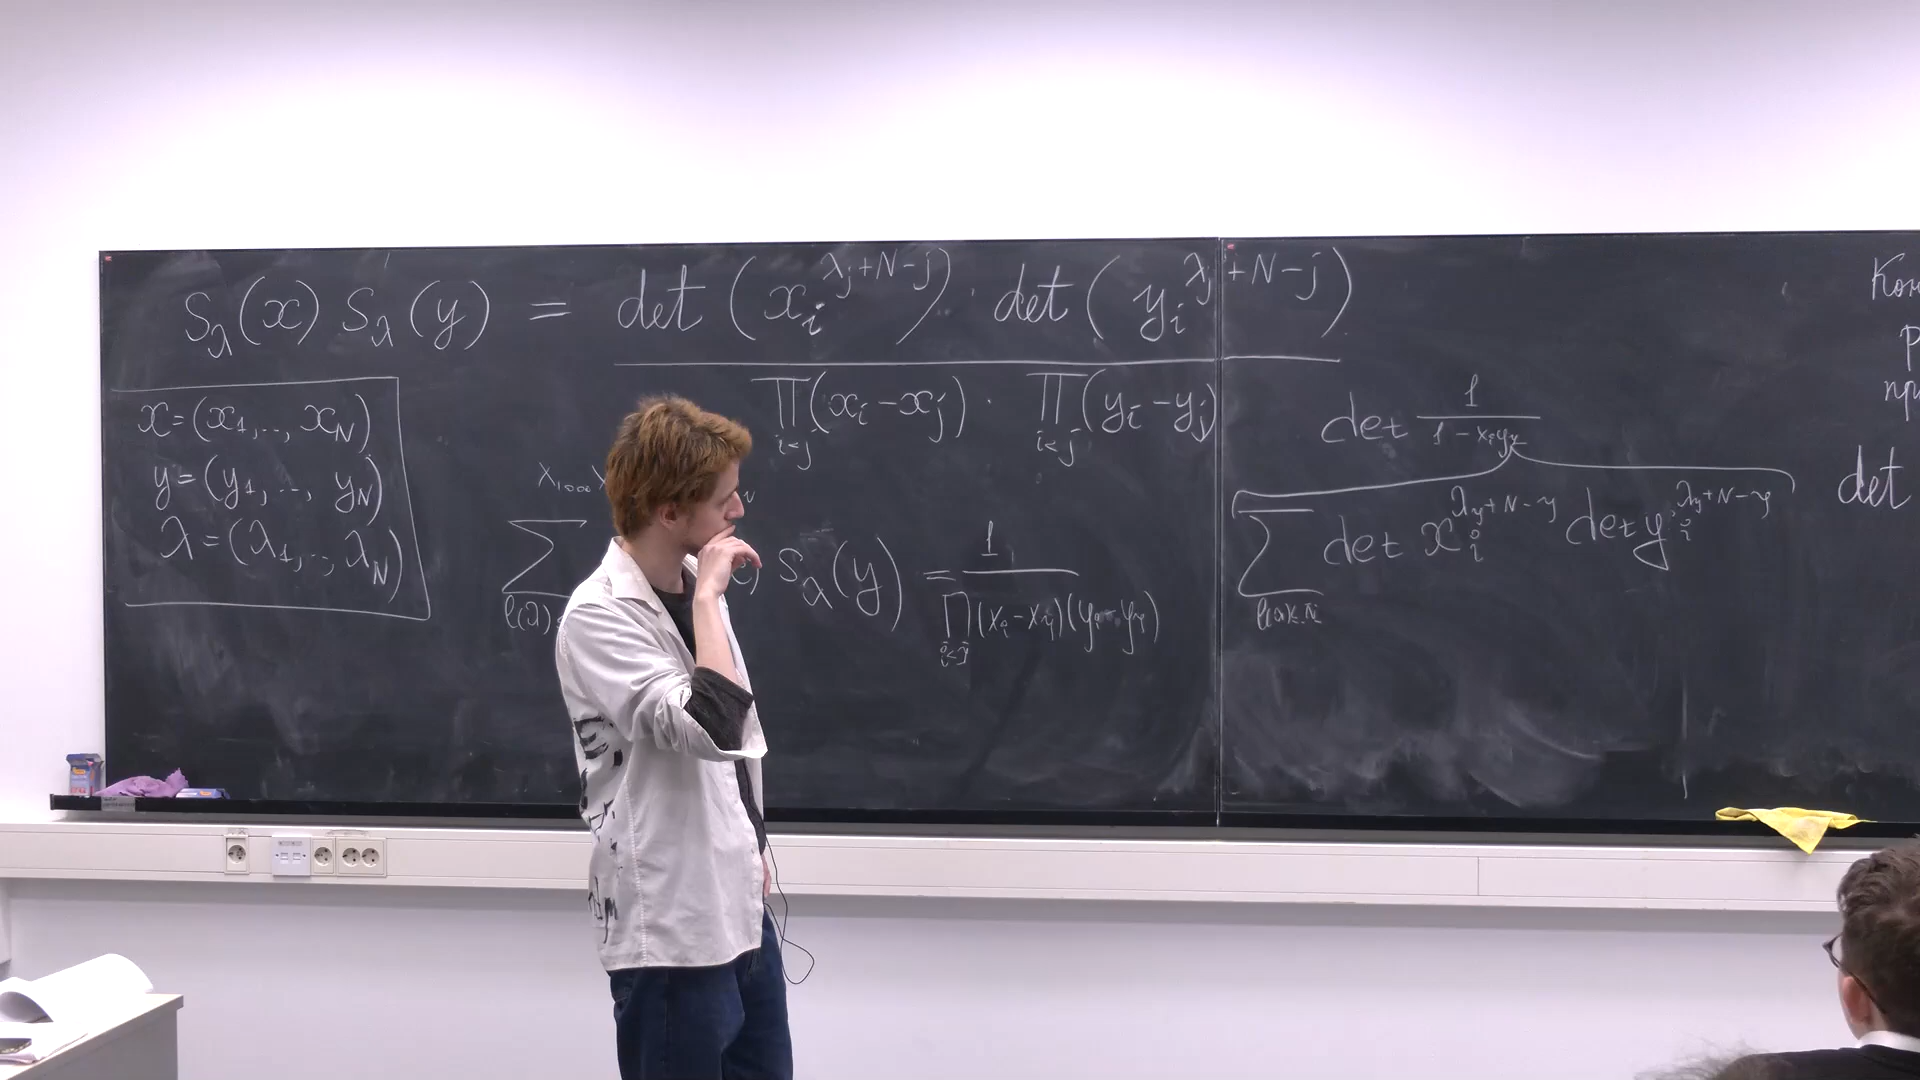 S_λ(x) S_λ(y) = det(x_i^{λ_j+N-j}) · det(y_i^{λ_j+N-j})
∏_{i<j}(x_i-x_j) · ∏_{i<j}(y_i-y_j)
x=(x_1,..,x_N)
y=(y_1,..,y_N)
λ=(λ_1,..,λ_N)
∑ S_λ(y) = 1
∏_{i<j}(x_i-x_j)(y_i-y_j)
det 1/(1-x_i y_j)
∑_{l(λ)≤N} det x_i^{λ_j+N-j} det y_i^{λ_j+N-j}
det